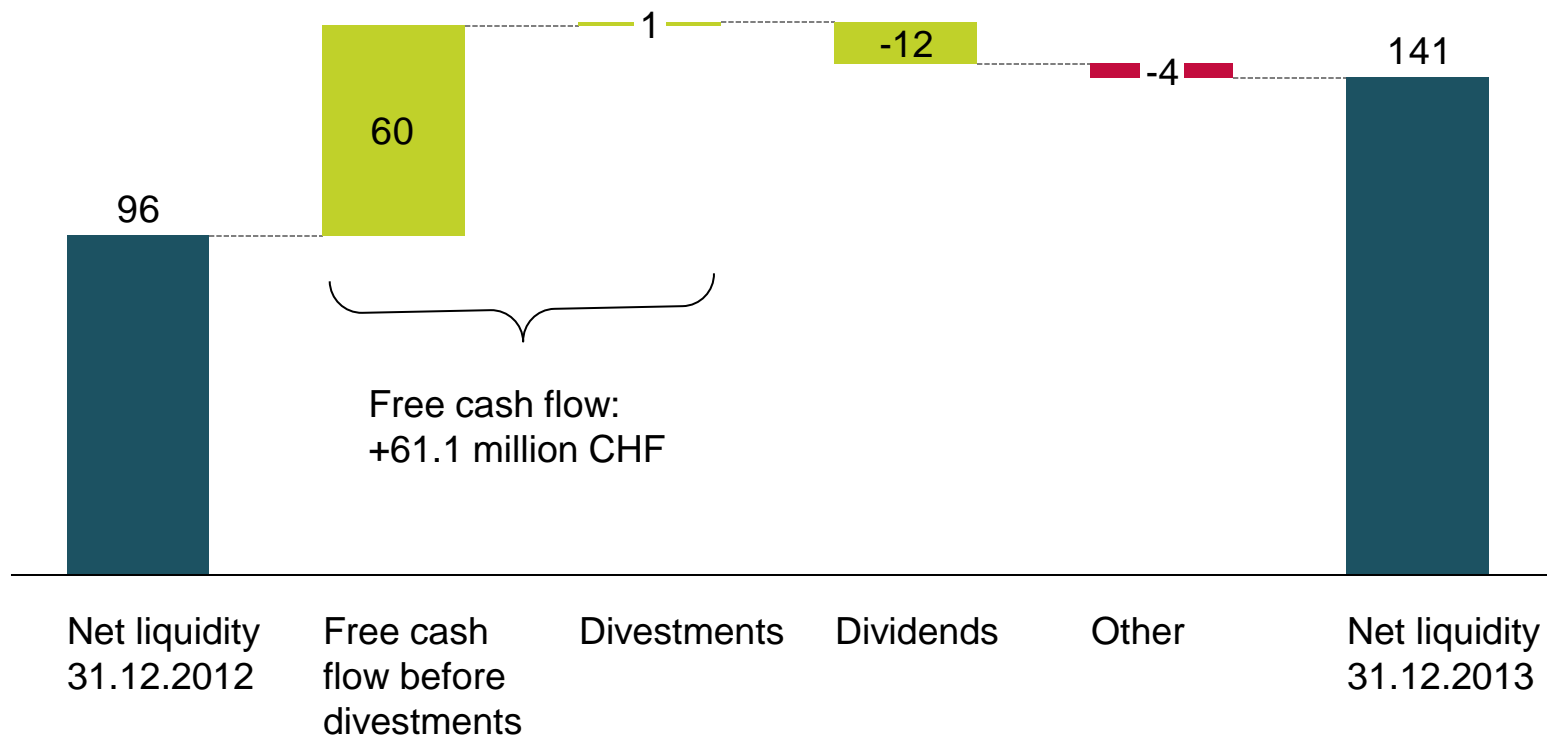 1
-12
141
-4
60
96
Free cash flow:
+61.1 million CHF
Net liquidity
31.12.2012
Free cash
flow before
divestments
Divestments
Dividends
Other
Net liquidity
31.12.2013